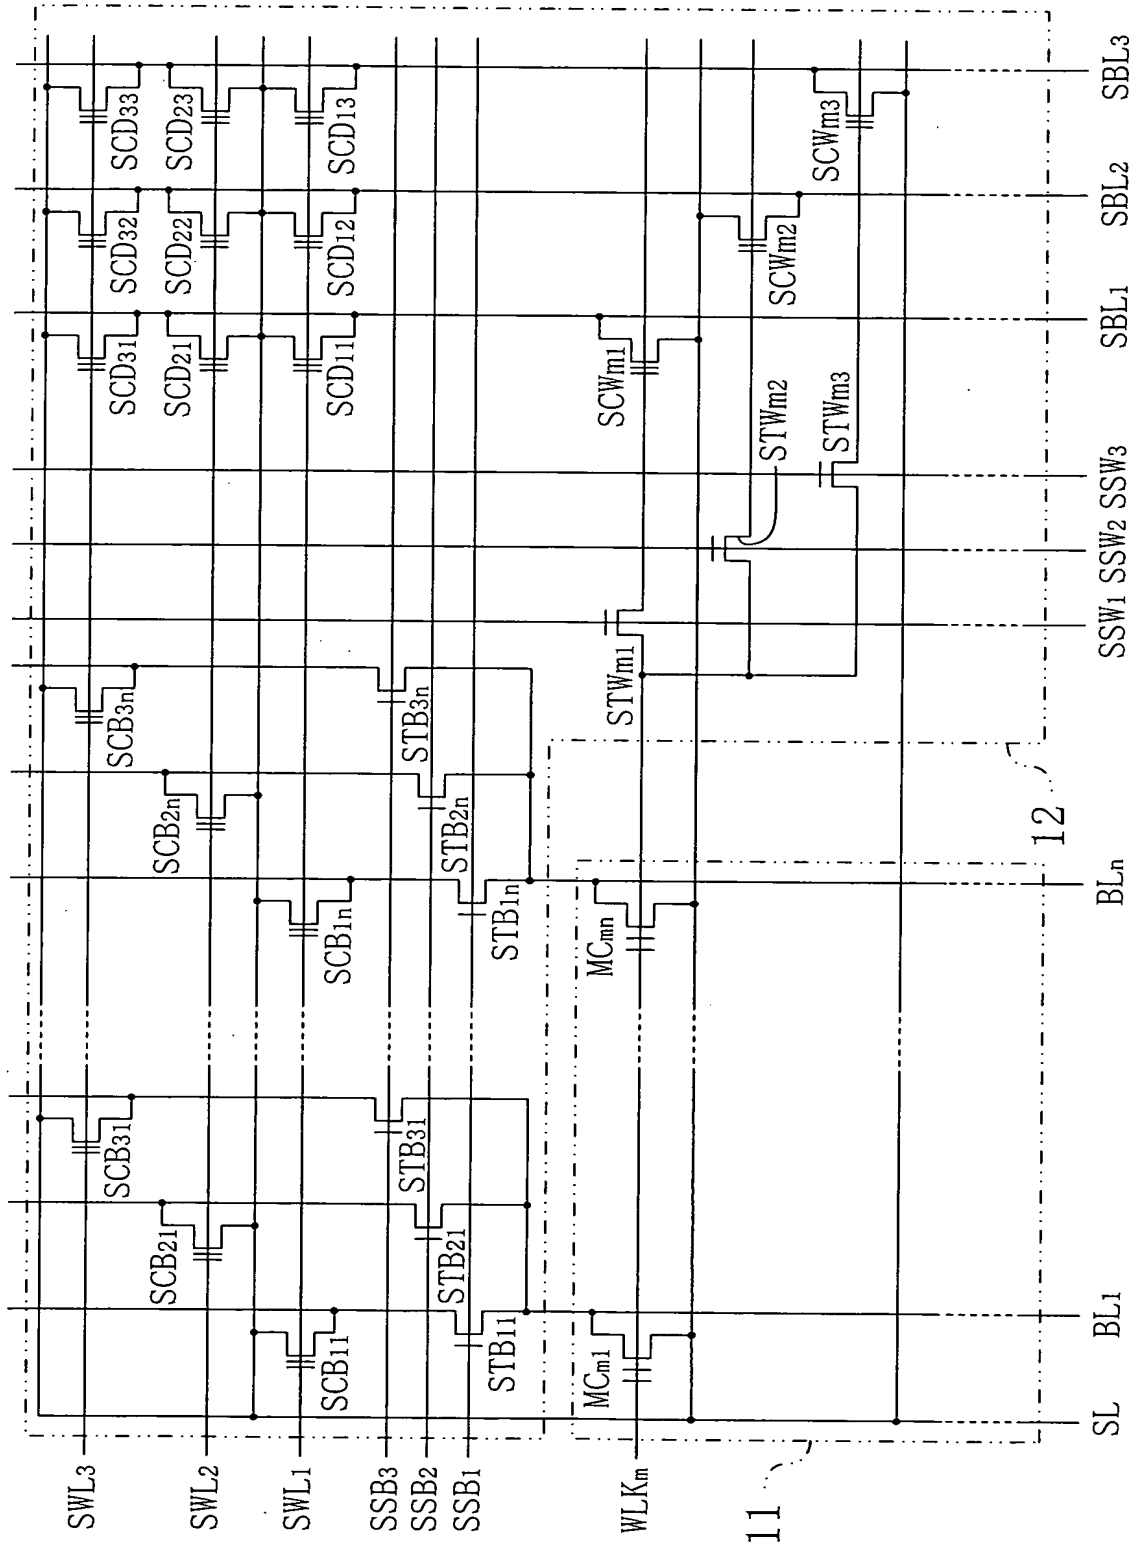 SCD33
SCD23
SCD13
SCWm3
SBL3
SCD32
SCD22
SCD12
SCWm2
SBL2
SCD31
SCD21
SCD11
SCWm1
SBL1
STWm2
STWm3
SSW3
SSW2
SSW1
STWm1
SCB3n
STB3n
SCB2n
STB2n
12
SCB1n
STB1n
MCmn
BLn
SCB31
STB31
SCB21
STB21
SCB11
STB11
MCm1
BL1
SL
SWL3
SWL2
SWL1
SSB3
SSB2
SSB1
WLKm
11